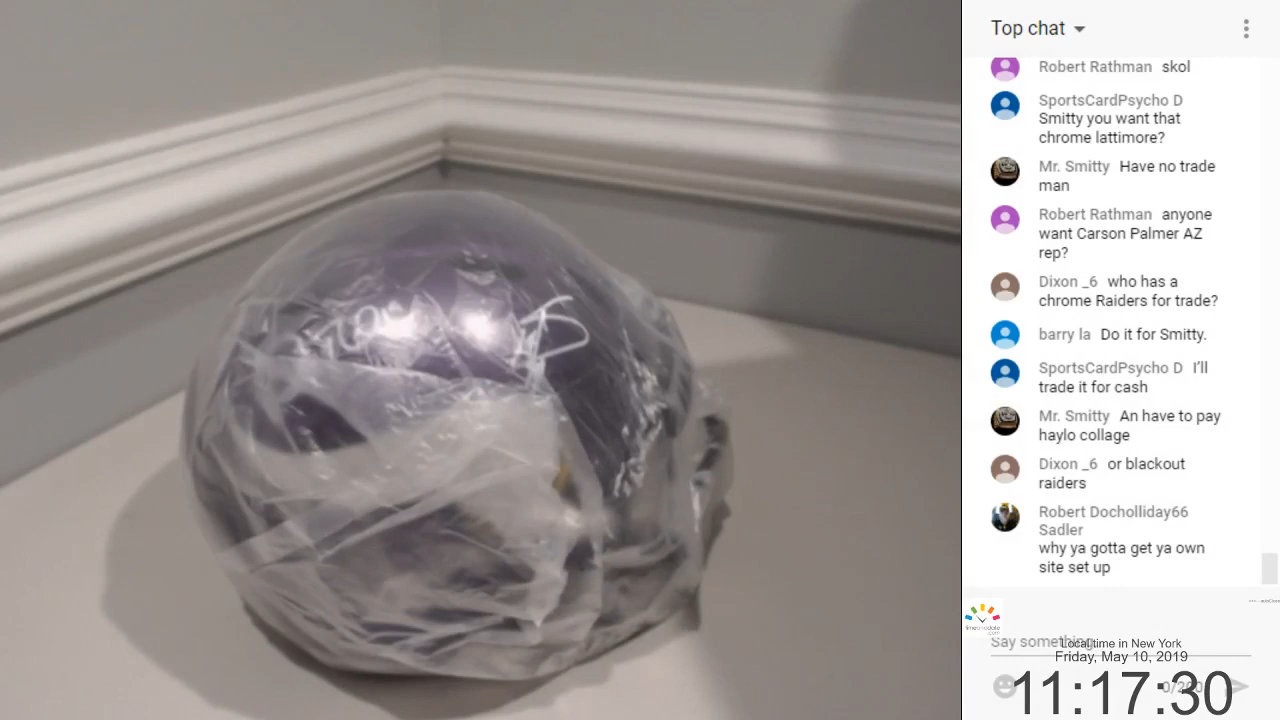 Top chat
Robert Rathman skol
SportsCardPsycho D
Smitty you want that
chrome lattimore?
Mr. Smitty Have no trade
man
Robert Rathman anyone
want Carson Palmer AZ
rep?
Dixon _6 who has a
chrome Raiders for trade?
barry la Do it for Smitty.
SportsCardPsycho D I'll
trade it for cash
Mr. Smitty An have to pay
haylo collage
Dixon _6 or blackout
raiders
Robert Docholliday66
Sadler
why ya gotta get ya own
site set up
Say something...
Local time in New York
Friday, May 10, 2019
11:17:30